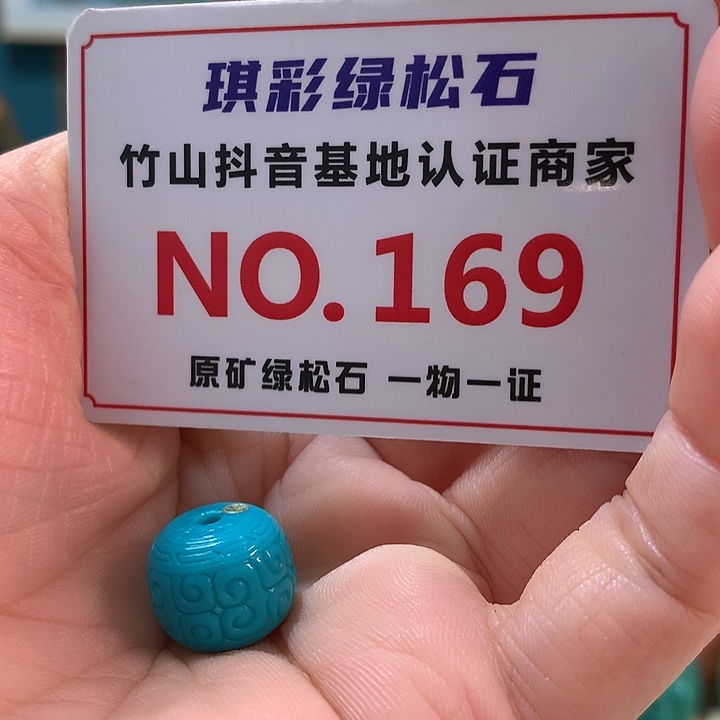 琪彩绿松石
竹山抖音基地认证商家
NO.169
原矿绿松石 一物一证